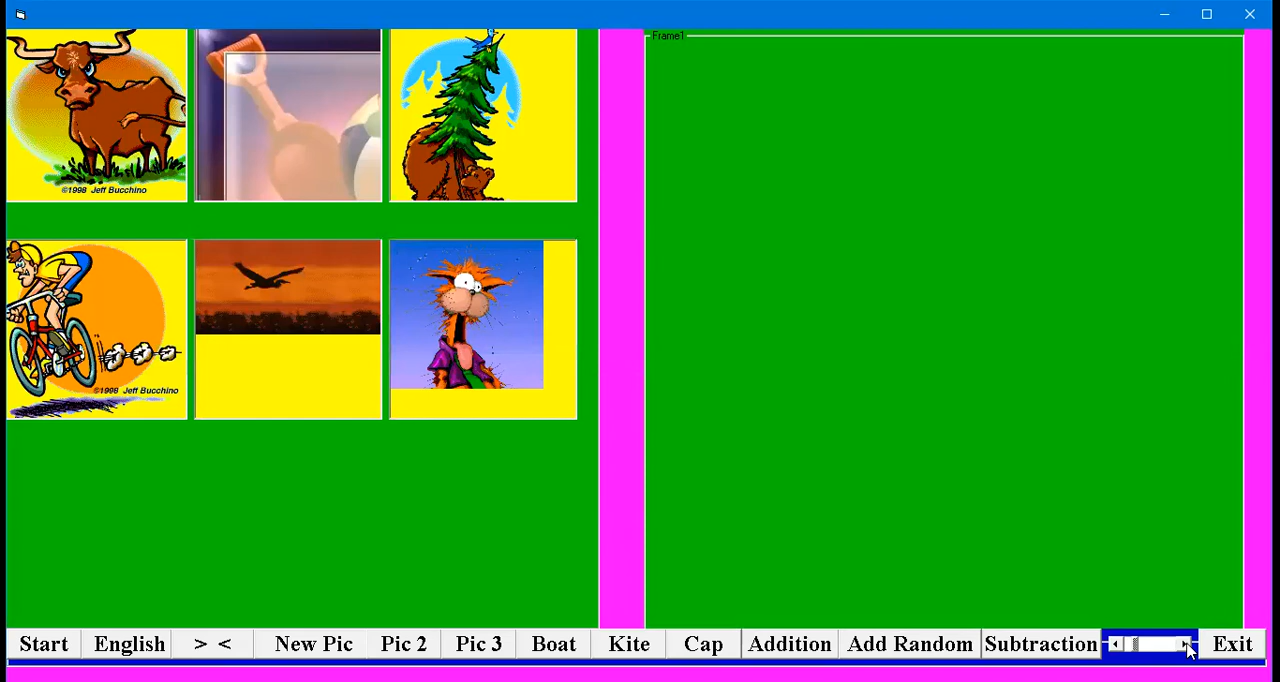 Frame1
©1998 Jeff Bucchino
©1998 Jeff Bucchino
Start English > < New Pic Pic 2 Pic 3 Boat Kite Cap Addition Add Random Subtraction Exit